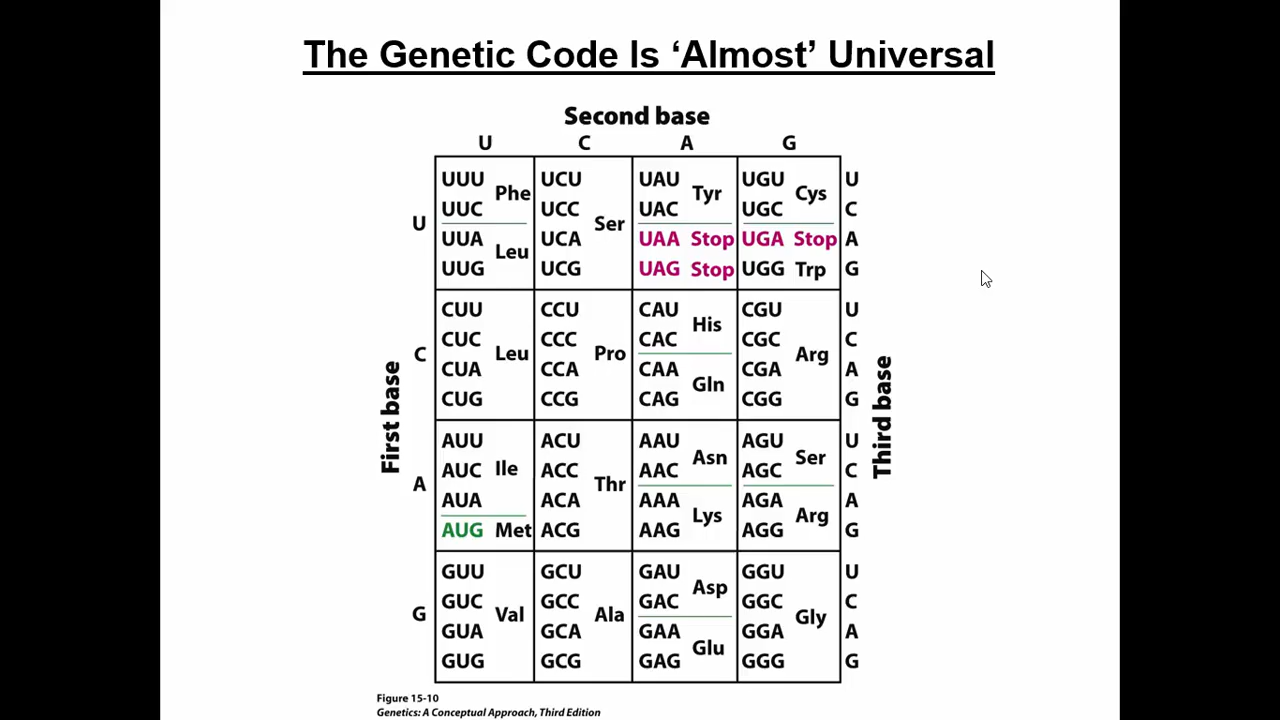 The Genetic Code Is ‘Almost’ Universal
Second base
U C A G
UUU Phe UCU UAU Tyr UGU Cys U
UUC UCC Ser UAC UGC C
U
UUA Leu UCA UAA Stop UGA Stop A
UUG UCG UAG Stop UGG Trp G
CUU CCU CAU His CGU U
CUC CCC CAC CGC C
C Leu Pro Arg
CUA CCA CAA Gln CGA A
CUG CCG CAG CGG G
First base
Third base
AUU ACU AAU Asn AGU Ser U
AUC Ile ACC AAC AGC C
A Thr
AUA ACA AAA Lys AGA Arg A
AUG Met ACG AAG AGG G
GUU GCU GAU Asp GGU U
GUC GCC GAC GGC C
G Val Ala Gly
GUA GCA GAA Glu GGA A
GUG GCG GAG GGG G
Figure 15-10
Genetics: A Conceptual Approach, Third Edition